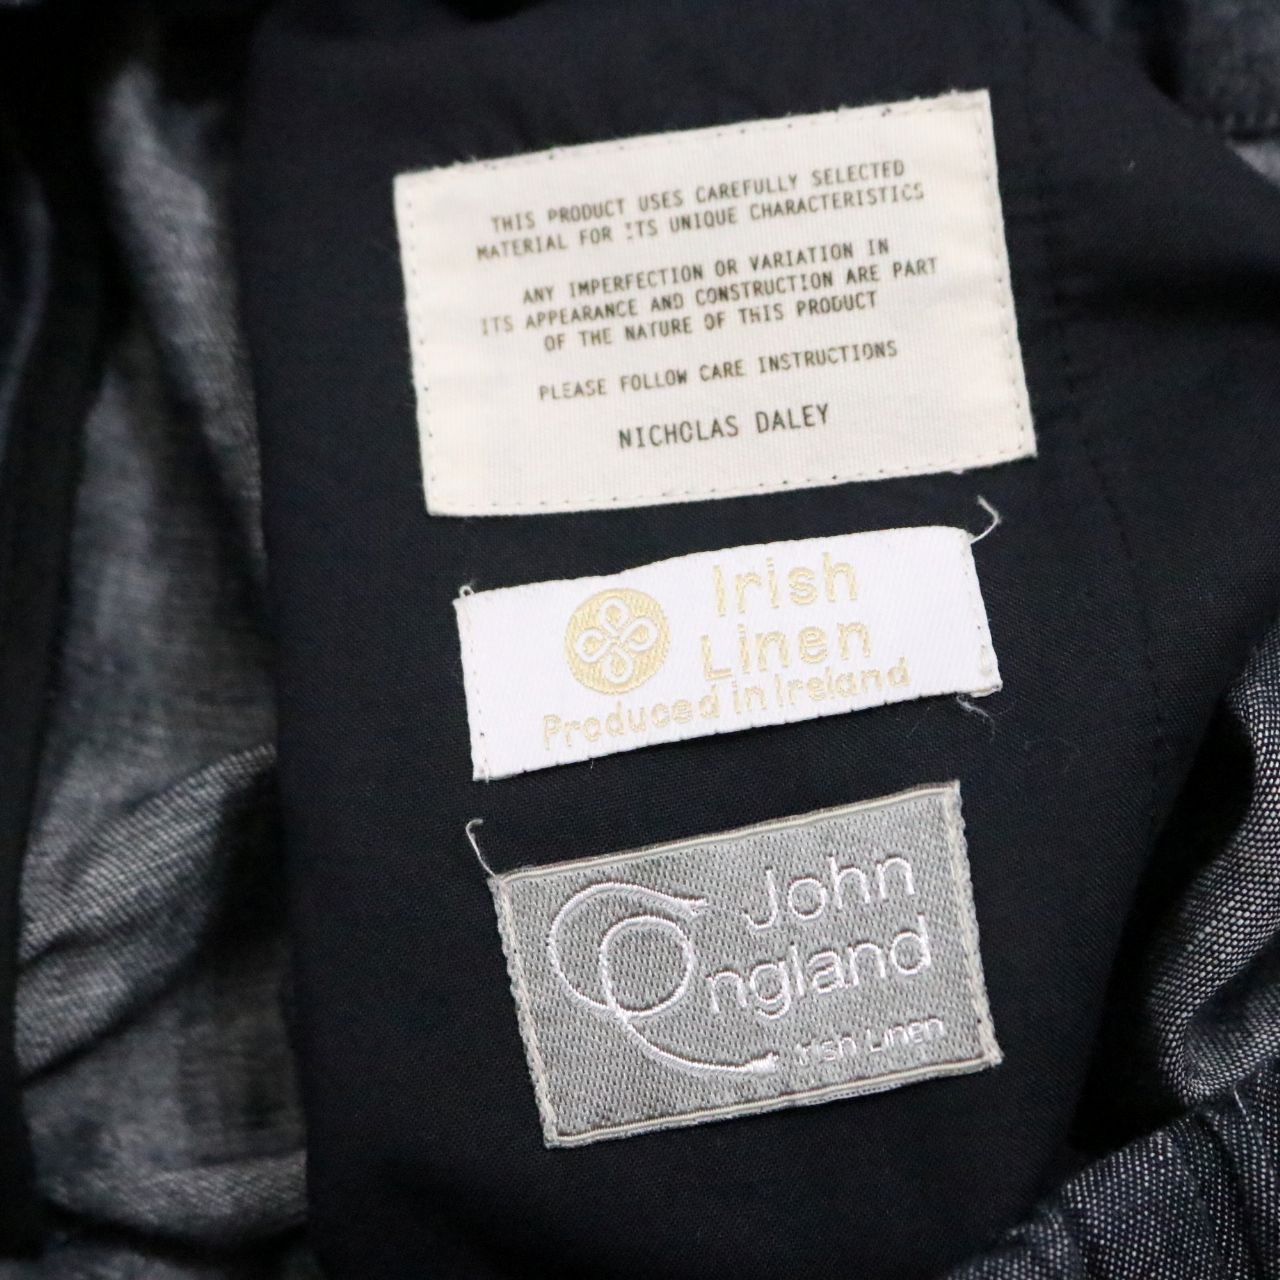 THIS PRODUCT USES CAREFULLY SELECTED
MATERIAL FOR ITS UNIQUE CHARACTERISTICS
ANY IMPERFECTION OR VARIATION IN
ITS APPEARANCE AND CONSTRUCTION ARE PART
OF THE NATURE OF THIS PRODUCT
PLEASE FOLLOW CARE INSTRUCTIONS
NICHOLAS DALEY
Irish
Linen
Produced in Ireland
John
England
Irish Linen